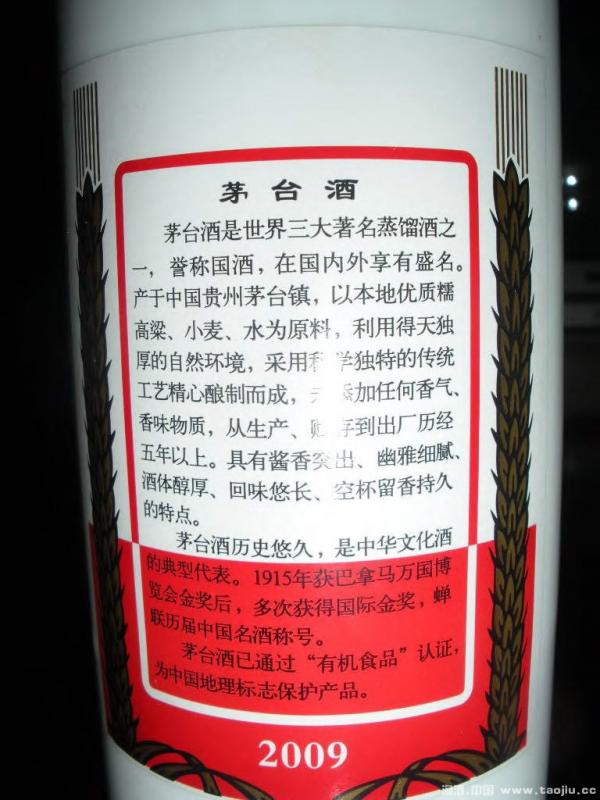 茅台酒
茅台酒是世界三大著名蒸馏酒之
一，誉称国酒，在国内外享有盛名。
产于中国贵州茅台镇，以本地优质糯
高粱、小麦、水为原料，利用得天独
厚的自然环境，采用科学独特的传统
工艺精心酿制而成，添加任何香气、
香味物质，从生产、贮存到出厂历经
五年以上。具有酱香突出、幽雅细腻、
酒体醇厚、回味悠长、空杯留香持久
的特点。
茅台酒历史悠久，是中华文化酒
的典型代表。1915年获巴拿马万国博
览会金奖后，多次获得国际金奖，蝉
联历届中国名酒称号。
茅台酒已通过“有机食品”认证，
为中国地理标志保护产品。
2009
淘酒.中国 www.taojiu.cc